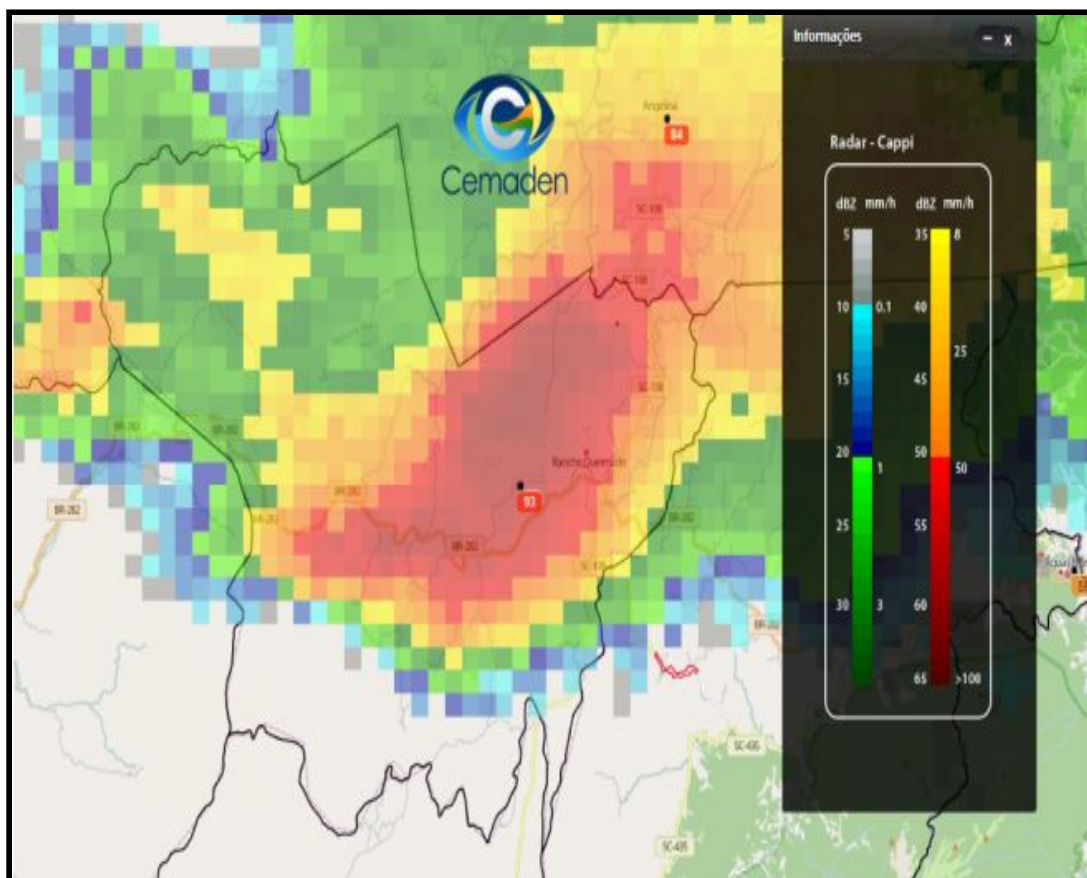 Informações
– x
Cemaden
Angelina
84
SC-108
SC-108
SC-108
BR-282
BR-282
BR-282
BR-282
BR-282
BR-282
BR-282
Rancho Queimado
93
SC-435
SC-435
Radar - Cappi
dBZ mm/h dBZ mm/h
5 35 8
10 0.1 40
25
15 45
20 1 50 50
25 55
30 3 60
65 >100